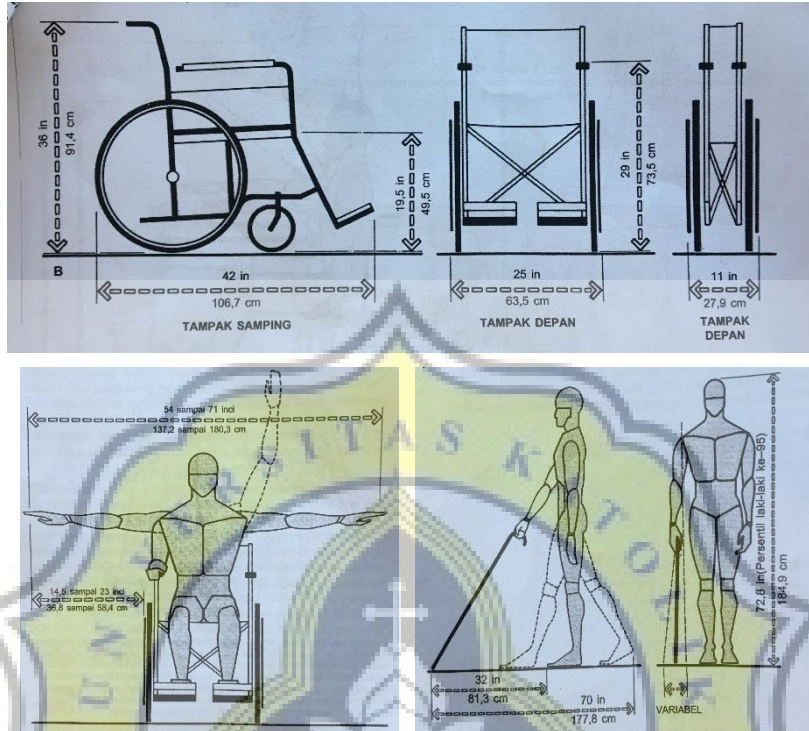 36 in
91,4 cm
19,5 in
49,5 cm
29 in
73,5 cm
B
42 in
106,7 cm
TAMPAK SAMPING
25 in
63,5 cm
TAMPAK DEPAN
11 in
27,9 cm
TAMPAK
DEPAN
54 sampai 71 inci
137,2 sampai 180,3 cm
14,5 sampai 23 inci
36,8 sampai 58,4 cm
32 in
81,3 cm
70 in
177,8 cm
VARIABEL
72,8 in(Persentil laki-laki ke-95)
184,9 cm
UN
RSITAS KTOLIK